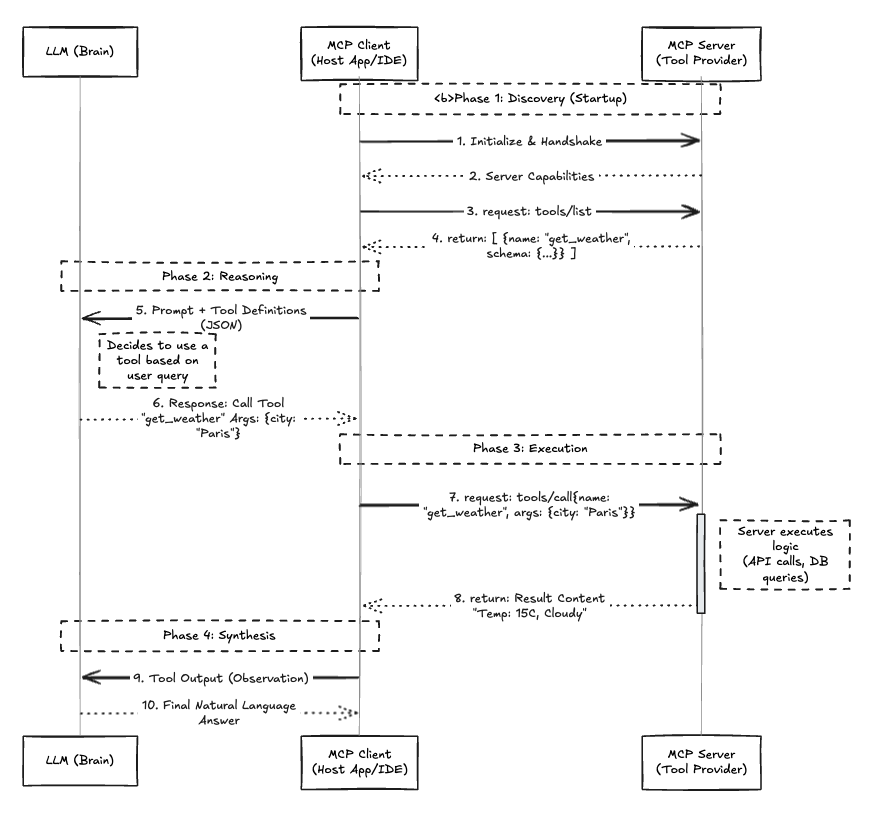 LLM (Brain)
MCP Client
(Host App/IDE)
MCP Server
(Tool Provider)
<b>Phase 1: Discovery (Startup)
1. Initialize & Handshake
2. Server Capabilities
3. request: tools/list
4. return: [ {name: "get_weather",
schema: {...}} ]
Phase 2: Reasoning
5. Prompt + Tool Definitions
(JSON)
Decides to use a
tool based on
user query
6. Response: Call Tool
"get_weather" Args: {city:
"Paris"}
Phase 3: Execution
7. request: tools/call{name:
"get_weather", args: {city: "Paris"}}
Server executes
logic
(API calls, DB
queries)
8. return: Result Content
"Temp: 15C, Cloudy"
Phase 4: Synthesis
9. Tool Output (Observation)
10. Final Natural Language
Answer
LLM (Brain)
MCP Client
(Host App/IDE)
MCP Server
(Tool Provider)